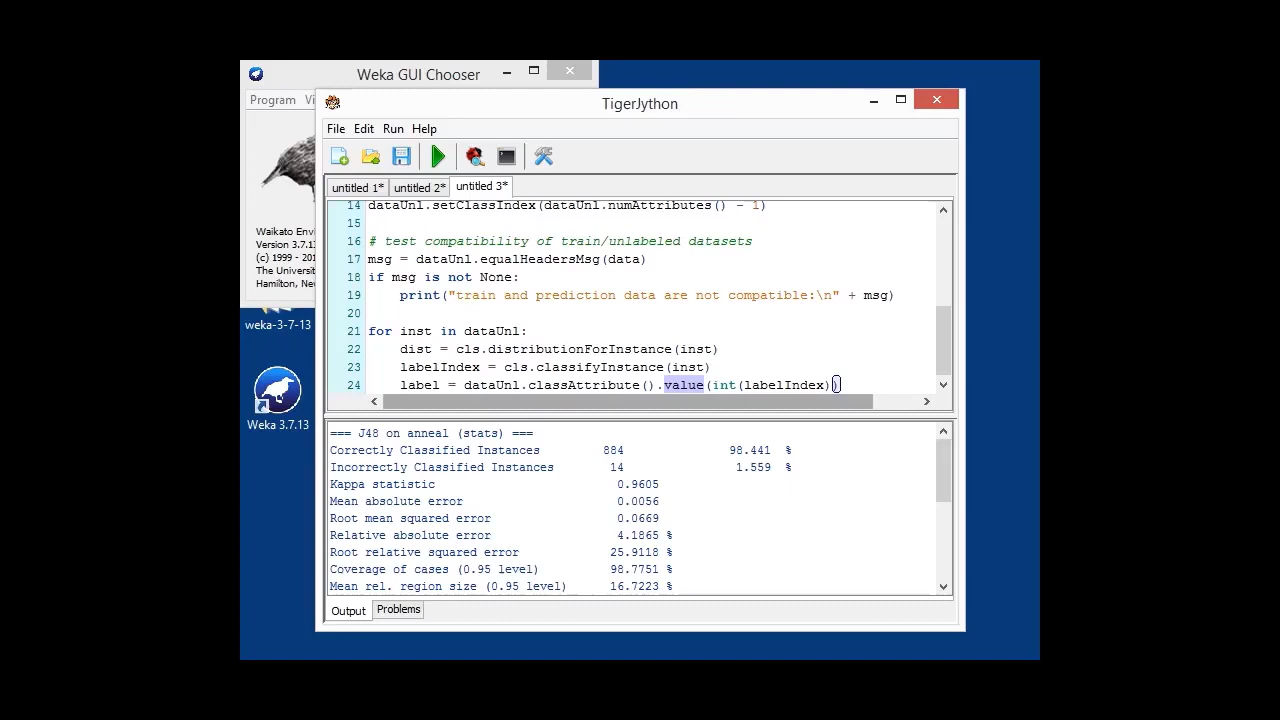 Weka GUI Chooser
Program
TigerJython
File Edit Run Help
Waikato Envi
Version 3.7.13
(c) 1999 - 201
The Universit
Hamilton, Nev
weka-3-7-13
Weka 3.7.13
untitled 1* untitled 2* untitled 3*
14 dataUnl.setClassIndex(dataUnl.numAttributes() - 1)
15
16 # test compatibility of train/unlabeled datasets
17 msg = dataUnl.equalHeadersMsg(data)
18 if msg is not None:
19 print("train and prediction data are not compatible:\n" + msg)
20
21 for inst in dataUnl:
22 dist = cls.distributionForInstance(inst)
23 labelIndex = cls.classifyInstance(inst)
24 label = dataUnl.classAttribute().value(int(labelIndex))
=== J48 on anneal (stats) ===
Correctly Classified Instances 884 98.441 %
Incorrectly Classified Instances 14 1.559 %
Kappa statistic 0.9605
Mean absolute error 0.0056
Root mean squared error 0.0669
Relative absolute error 4.1865 %
Root relative squared error 25.9118 %
Coverage of cases (0.95 level) 98.7751 %
Mean rel. region size (0.95 level) 16.7223 %
Output Problems